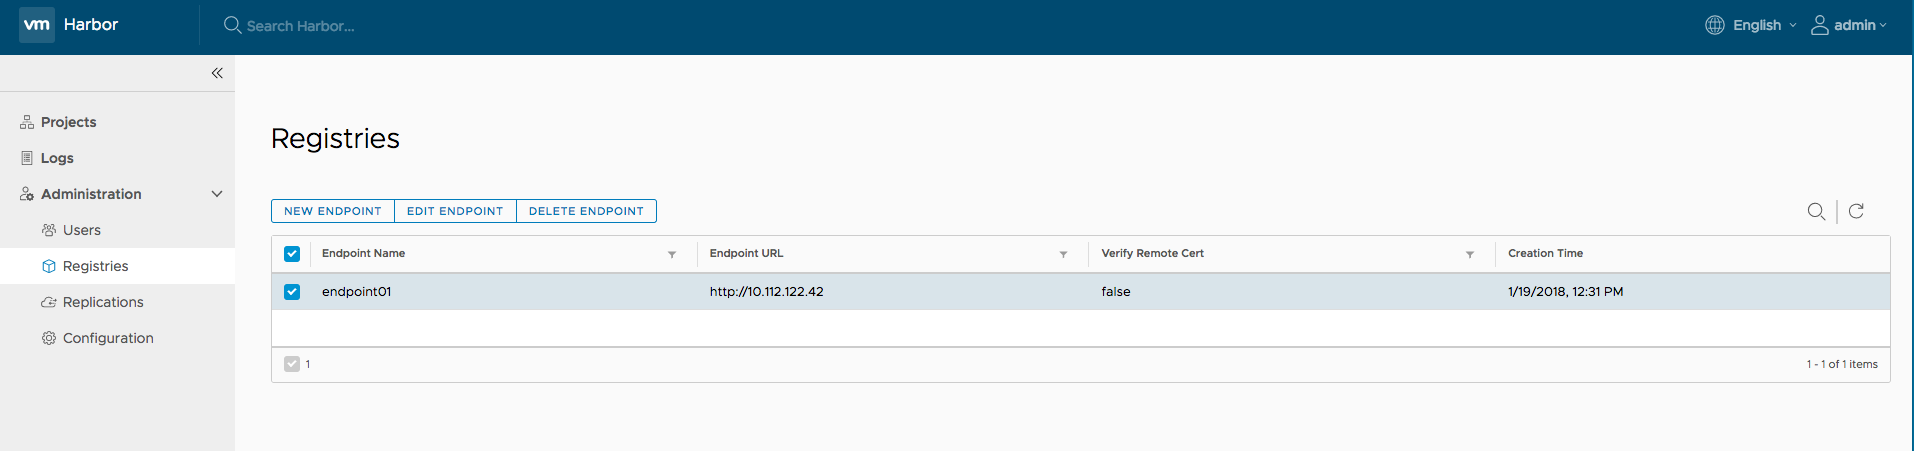 vm Harbor Search Harbor... English admin
Projects
Logs
Administration
Users
Registries
Replications
Configuration
Registries
NEW ENDPOINT EDIT ENDPOINT DELETE ENDPOINT
Endpoint Name Endpoint URL Verify Remote Cert Creation Time
endpoint01 http://10.112.122.42 false 1/19/2018, 12:31 PM
1 1 - 1 of 1 items